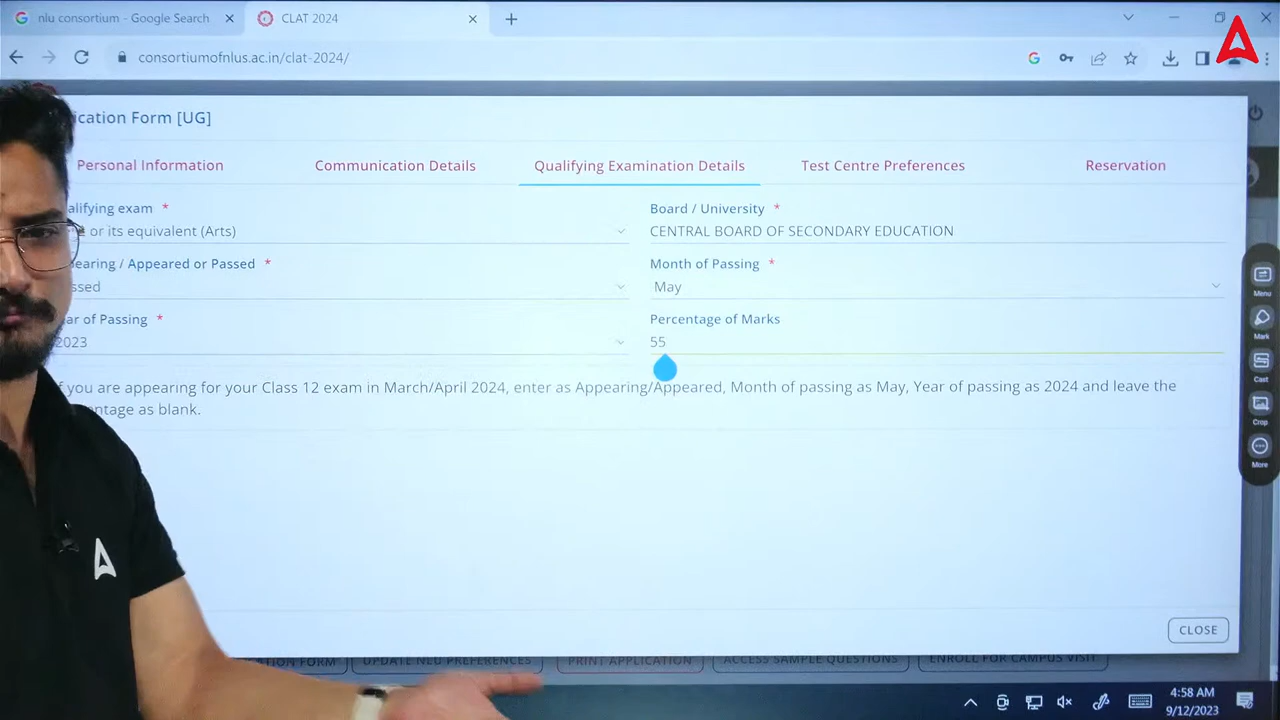 nlu consortium - Google Search
CLAT 2024
consortiumofnlus.ac.in/clat-2024/
ication Form [UG]
Personal Information
Communication Details
Qualifying Examination Details
Test Centre Preferences
Reservation
alifying exam *
or its equivalent (Arts)
Board / University *
CENTRAL BOARD OF SECONDARY EDUCATION
earing / Appeared or Passed *
ssed
Month of Passing *
May
ar of Passing *
2023
Percentage of Marks
55
f you are appearing for your Class 12 exam in March/April 2024, enter as Appearing/Appeared, Month of passing as May, Year of passing as 2024 and leave the
ntage as blank.
CLOSE
ATION FORM
UPDATE NLU PREFERENCES
PRINT APPLICATION
ACCESS SAMPLE QUESTIONS
ENROLL FOR CAMPUS VISIT
Menu
Mark
Cast
Crop
More
4:58 AM
9/12/2023